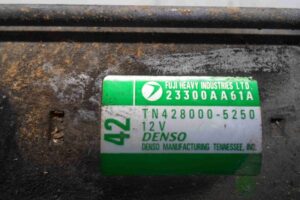 FUJI HEAVY INDUSTRIES LTD.
23300AA61A
42
TN428000-5250
12V
DENSO
DENSO MANUFACTURING TENNESSEE, INC.